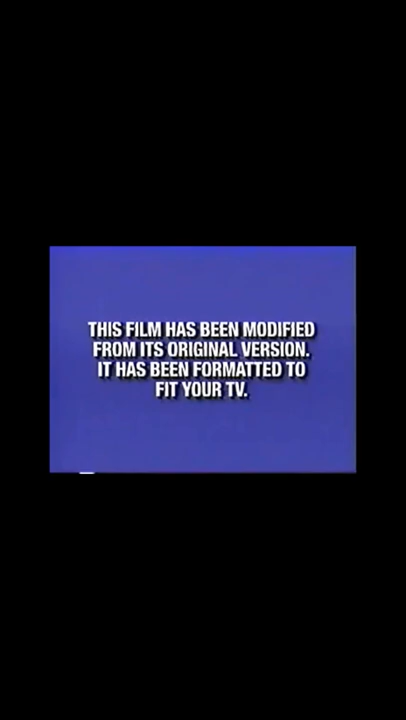 THIS FILM HAS BEEN MODIFIED
FROM ITS ORIGINAL VERSION.
IT HAS BEEN FORMATTED TO
FIT YOUR TV.